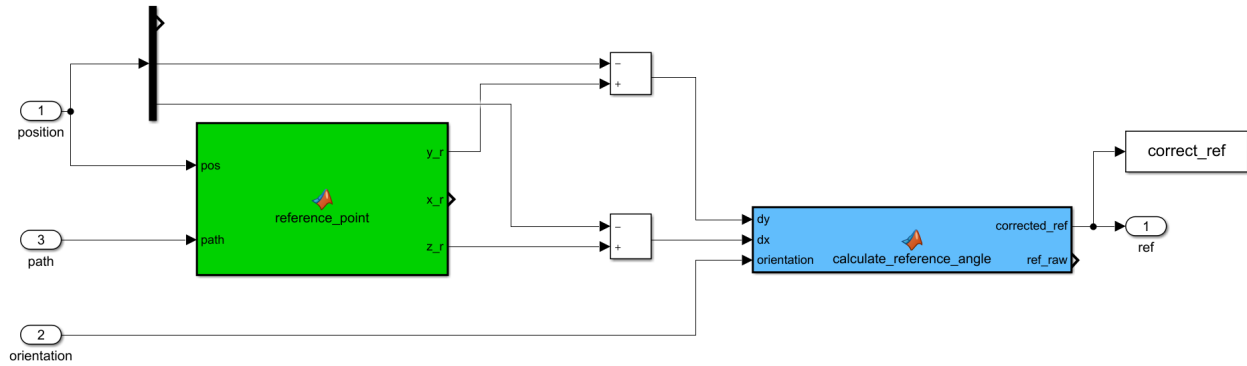 1
position
3
path
2
orientation
pos
path
reference_point
y_r
x_r
z_r
−
+
−
+
dy
dx
orientation
calculate_reference_angle
corrected_ref
ref_raw
correct_ref
1
ref